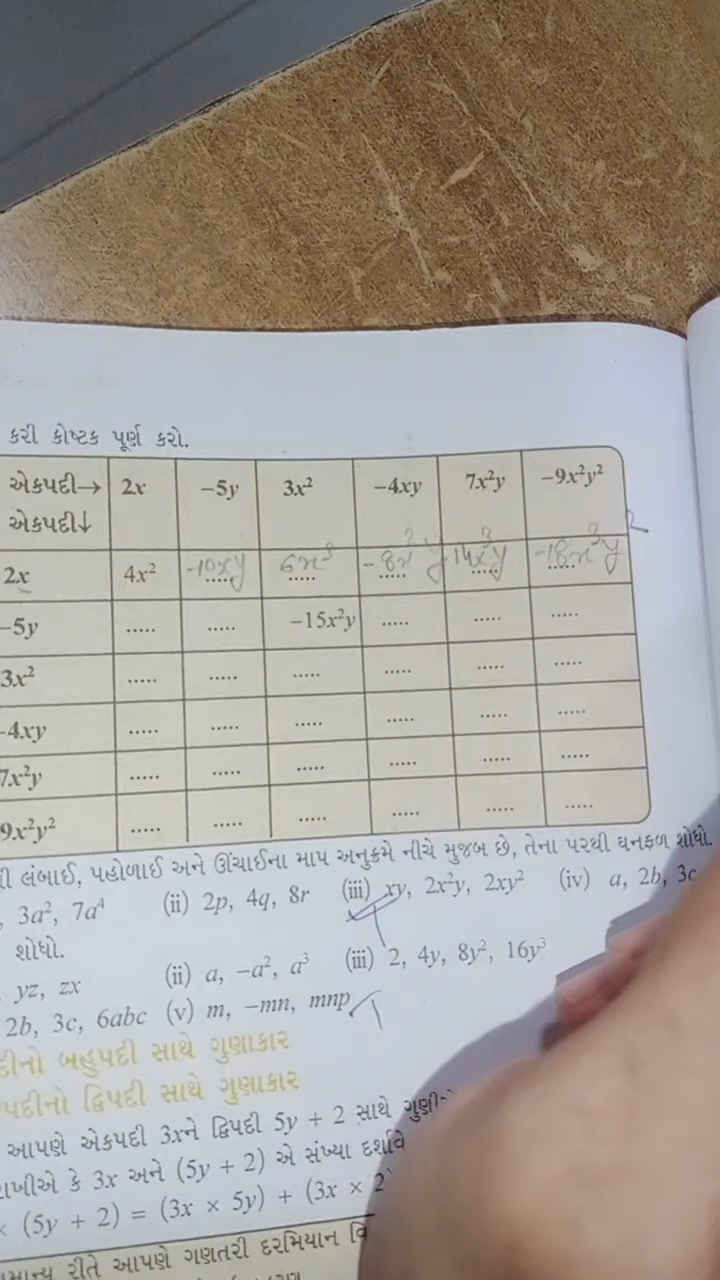 કરી કોષ્ટક પૂર્ણ કરો.
એકપદી→ 2x −5y 3x² −4xy 7x²y −9x²y²
એકપદી↓
2x 4x² -10xy 6x³ -8x²y 14x³y -18x³y²
−5y ..... ..... −15x²y ..... ..... .....
3x² ..... ..... ..... ..... ..... .....
−4xy ..... ..... ..... ..... ..... .....
7x²y ..... ..... ..... ..... ..... .....
9x²y² ..... ..... ..... ..... ..... .....
લંબાઈ, પહોળાઈ અને ઊંચાઈના માપ અનુક્રમે નીચે મુજબ છે, તેના પરથી ઘનફળ શોધો.
, 3a², 7a⁴ (ii) 2p, 4q, 8r (iii) xy, 2x²y, 2xy² (iv) a, 2b, 3c
શોધો.
, yz, zx (ii) a, −a², a³ (iii) 2, 4y, 8y², 16y³
2b, 3c, 6abc (v) m, −mn, mnp
બહુપદી સાથે ગુણાકાર
દ્વિપદી સાથે ગુણાકાર
આપણે એકપદી 3xને દ્વિપદી 5y + 2 સાથે
કે 3x અને (5y + 2) એ સંખ્યા
× (5y + 2) = (3x × 5y) + (3x × 2
રીતે આપણે ગણતરી દરમિયાન